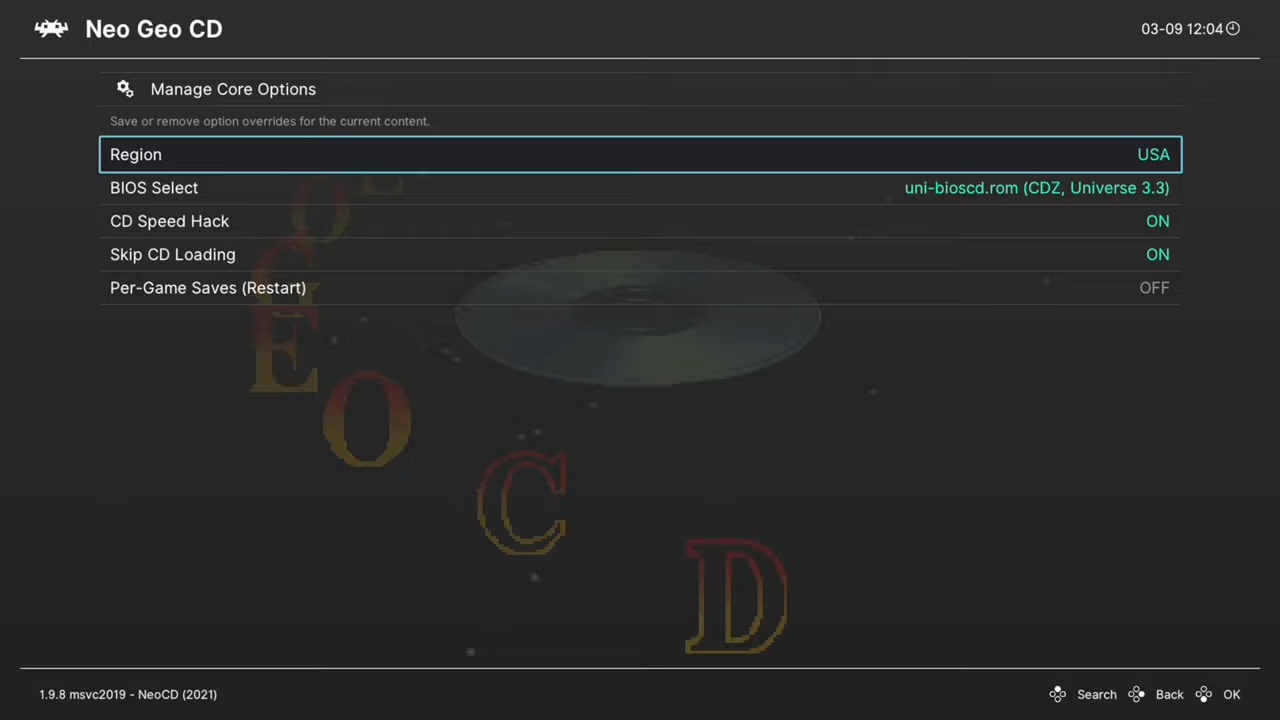 Neo Geo CD
03-09 12:04
Manage Core Options
Save or remove option overrides for the current content.
Region USA
BIOS Select uni-bioscd.rom (CDZ, Universe 3.3)
CD Speed Hack ON
Skip CD Loading ON
Per-Game Saves (Restart) OFF
E
O
G
E
O
C
D
1.9.8 msvc2019 - NeoCD (2021)
Search Back OK